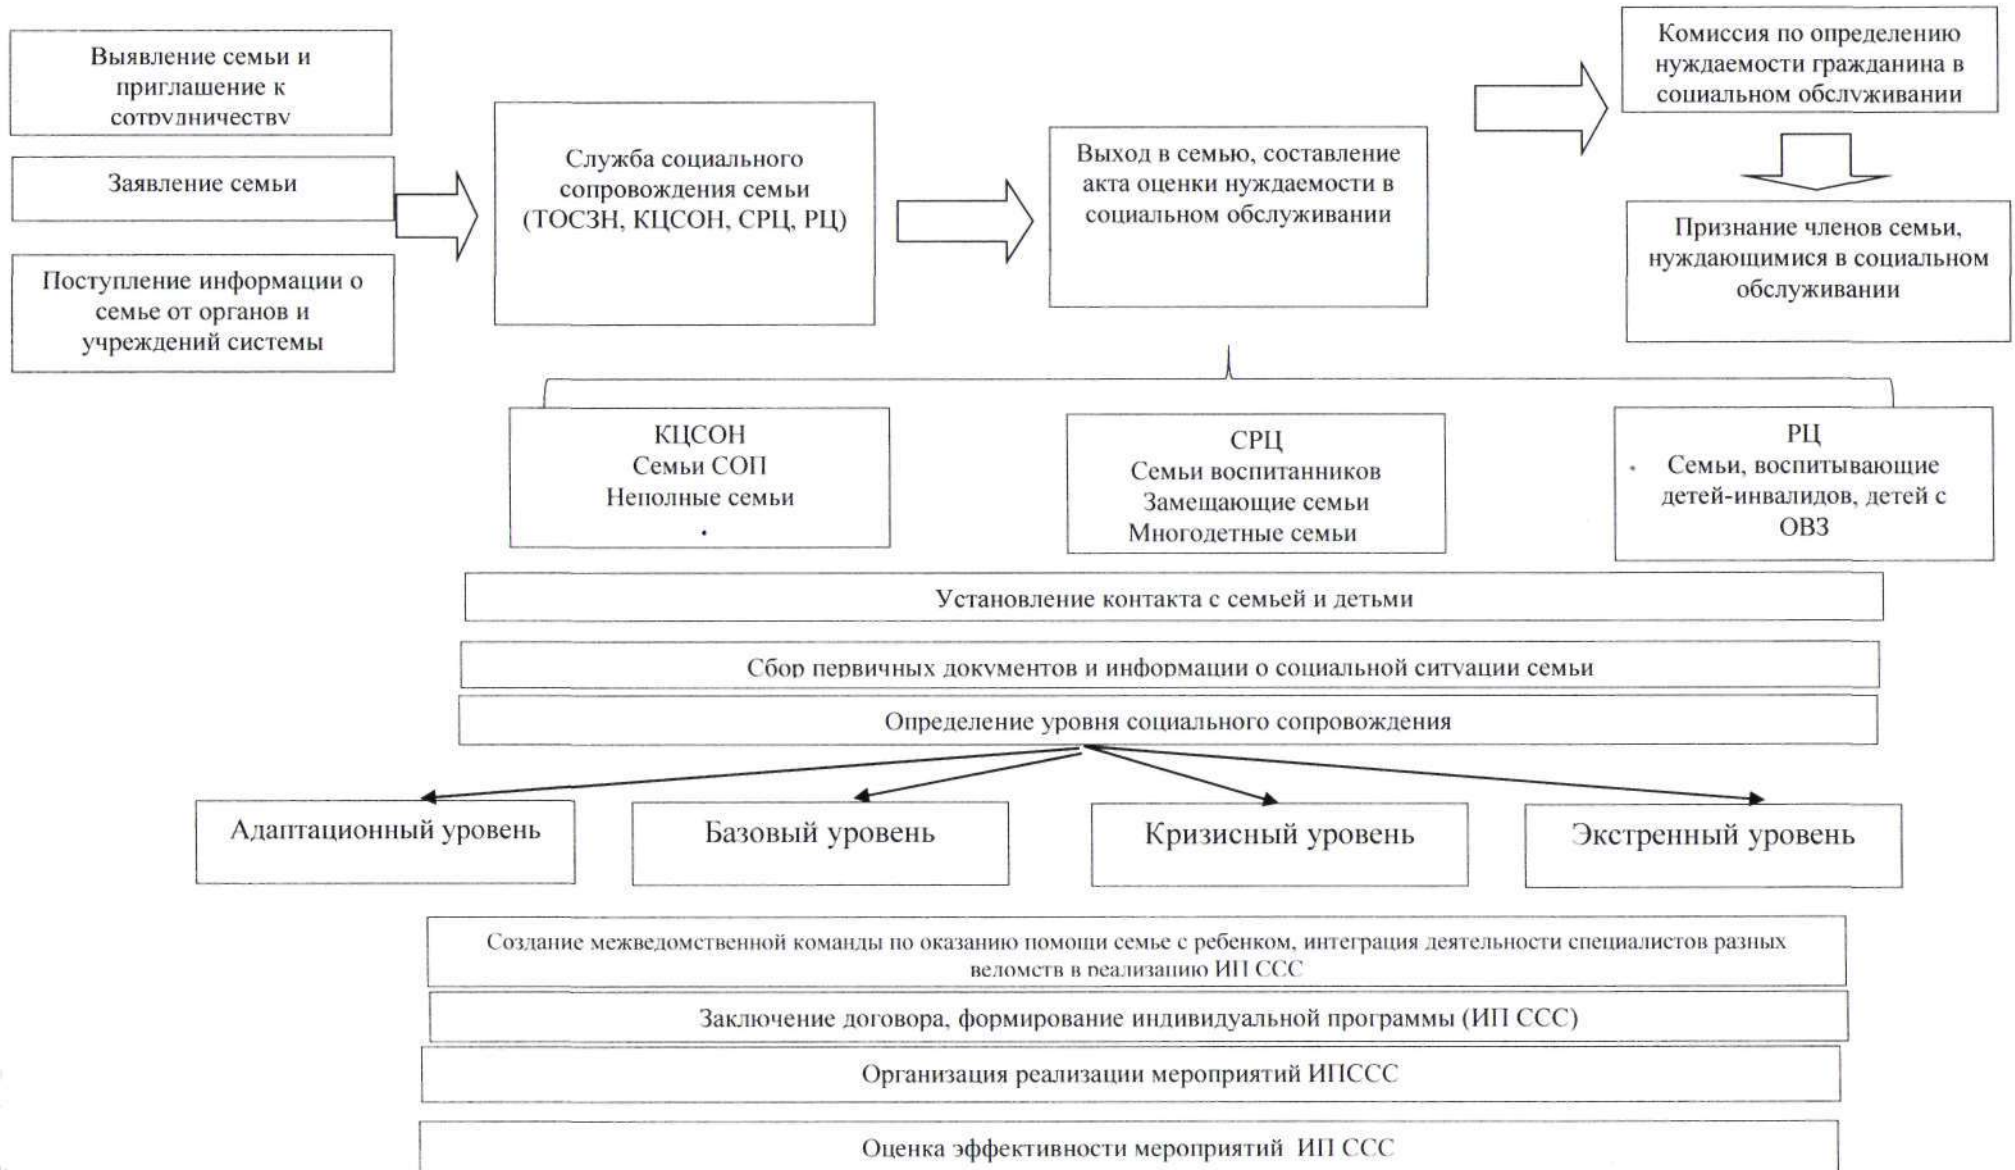 Выявление семьи и
приглашение к
сотрудничеству
Заявление семьи
Поступление информации о
семье от органов и
учреждений системы
Служба социального
сопровождения семьи
(ТОСЗН, КЦСОН, СРЦ, РЦ)
Выход в семью, составление
акта оценки нуждаемости в
социальном обслуживании
Комиссия по определению
нуждаемости гражданина в
социальном обслуживании
Признание членов семьи,
нуждающимися в социальном
обслуживании
КЦСОН
Семьи СОП
Неполные семьи
СРЦ
Семьи воспитанников
Замещающие семьи
Многодетные семьи
РЦ
Семьи, воспитывающие
детей-инвалидов, детей с
ОВЗ
Установление контакта с семьей и детьми
Сбор первичных документов и информации о социальной ситуации семьи
Определение уровня социального сопровождения
Адаптационный уровень
Базовый уровень
Кризисный уровень
Экстренный уровень
Создание межведомственной команды по оказанию помощи семье с ребенком, интеграция деятельности специалистов разных
ведомств в реализацию ИП ССС
Заключение договора, формирование индивидуальной программы (ИП ССС)
Организация реализации мероприятий ИПССС
Оценка эффективности мероприятий ИП ССС